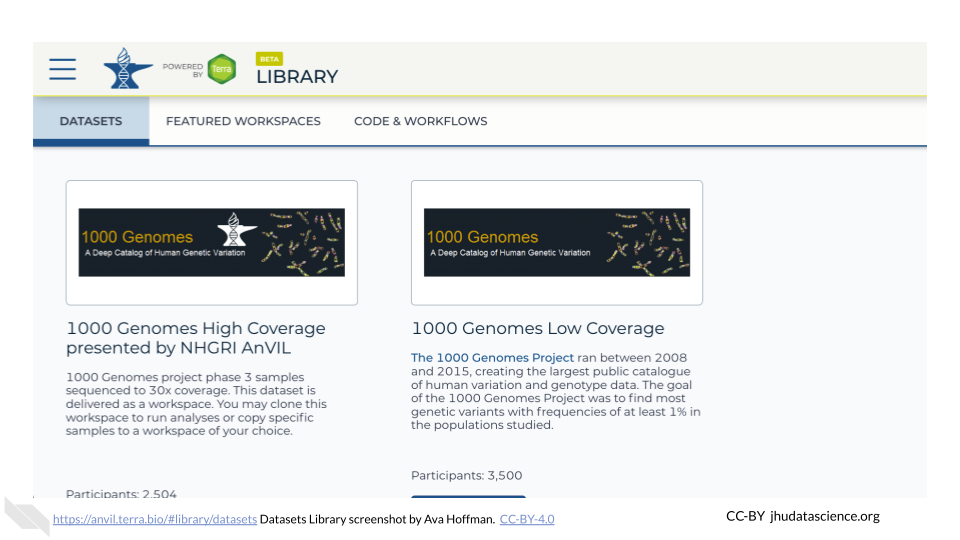 POWERED
BY
Terra
BETA
LIBRARY
DATASETS
FEATURED WORKSPACES
CODE & WORKFLOWS
1000 Genomes
A Deep Catalog of Human Genetic Variation
1000 Genomes High Coverage
presented by NHGRI AnVIL
1000 Genomes project phase 3 samples
sequenced to 30x coverage. This dataset is
delivered as a workspace. You may clone this
workspace to run analyses or copy specific
samples to a workspace of your choice.
Participants: 2,504
1000 Genomes
A Deep Catalog of Human Genetic Variation
1000 Genomes Low Coverage
The 1000 Genomes Project ran between 2008
and 2015, creating the largest public catalogue
of human variation and genotype data. The goal
of the 1000 Genomes Project was to find most
genetic variants with frequencies of at least 1% in
the populations studied.
Participants: 3,500
https://anvil.terra.bio/#library/datasets Datasets Library screenshot by Ava Hoffman. CC-BY-4.0
CC-BY jhudatascience.org